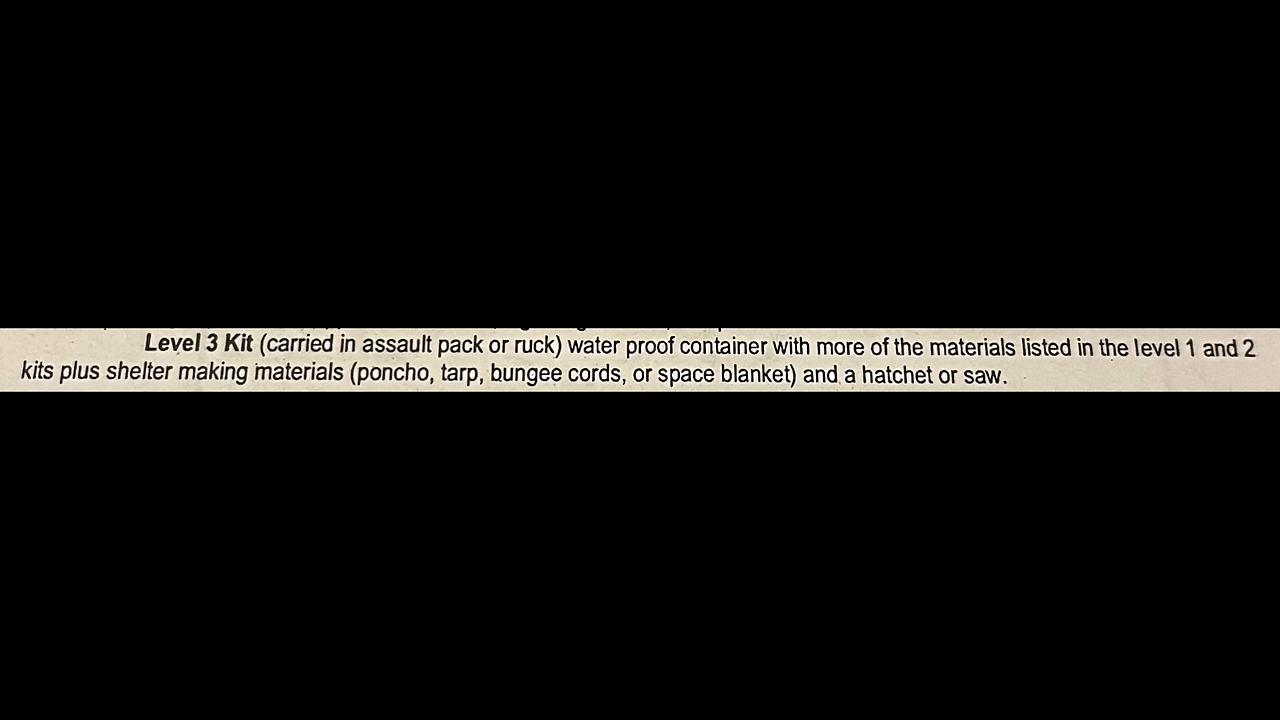 Level 3 Kit (carried in assault pack or ruck) water proof container with more of the materials listed in the level 1 and 2
kits plus shelter making materials (poncho, tarp, bungee cords, or space blanket) and a hatchet or saw.